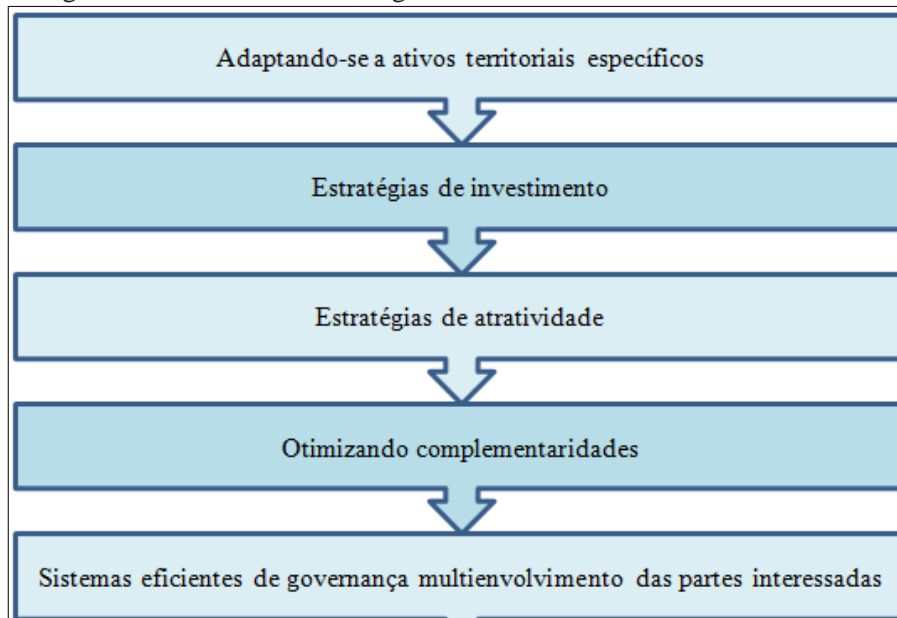 Adaptando-se a ativos territoriais específicos
Estratégias de investimento
Estratégias de atratividade
Otimizando complementaridades
Sistemas eficientes de governança multienvolvimento das partes interessadas